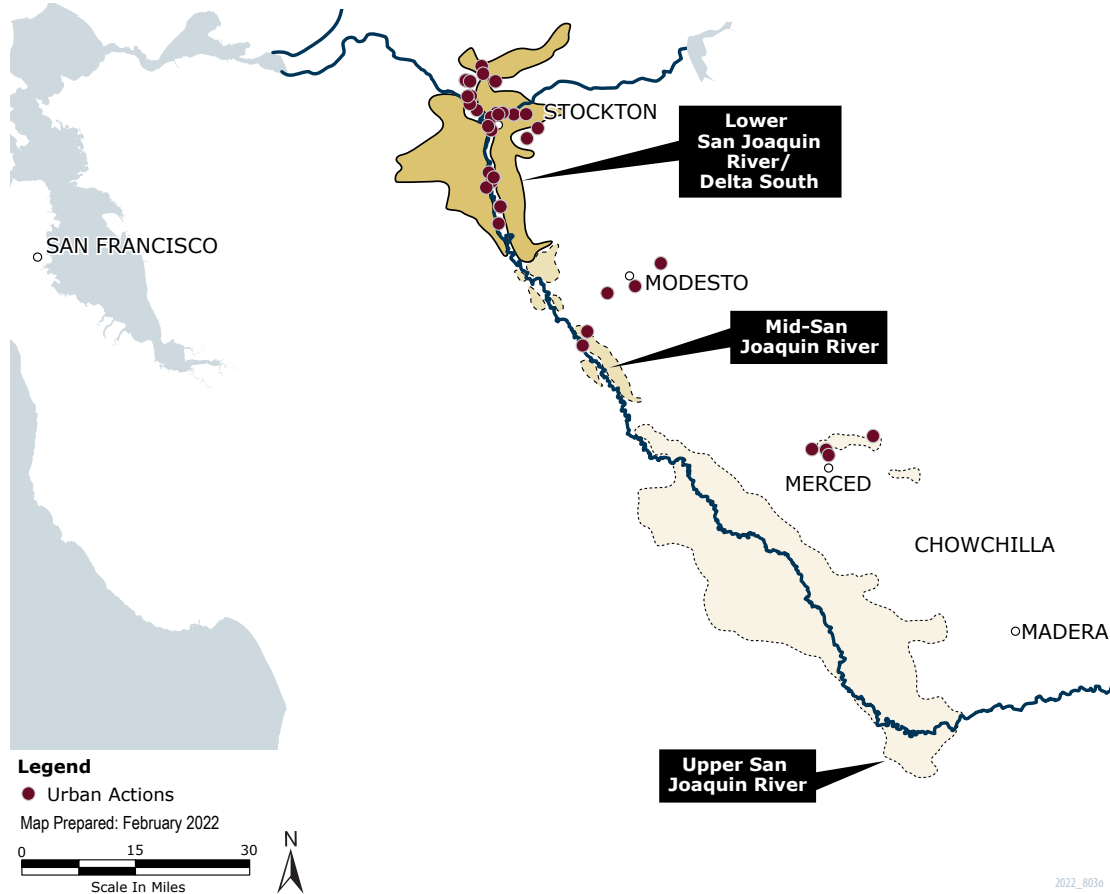 STOCKTON
Lower
San Joaquin
River/
Delta South
SAN FRANCISCO
MODESTO
Mid-San
Joaquin River
MERCED
CHOWCHILLA
MADERA
Upper San
Joaquin River
Legend
Urban Actions
Map Prepared: February 2022
0 15 30
Scale In Miles
N
2022_803o